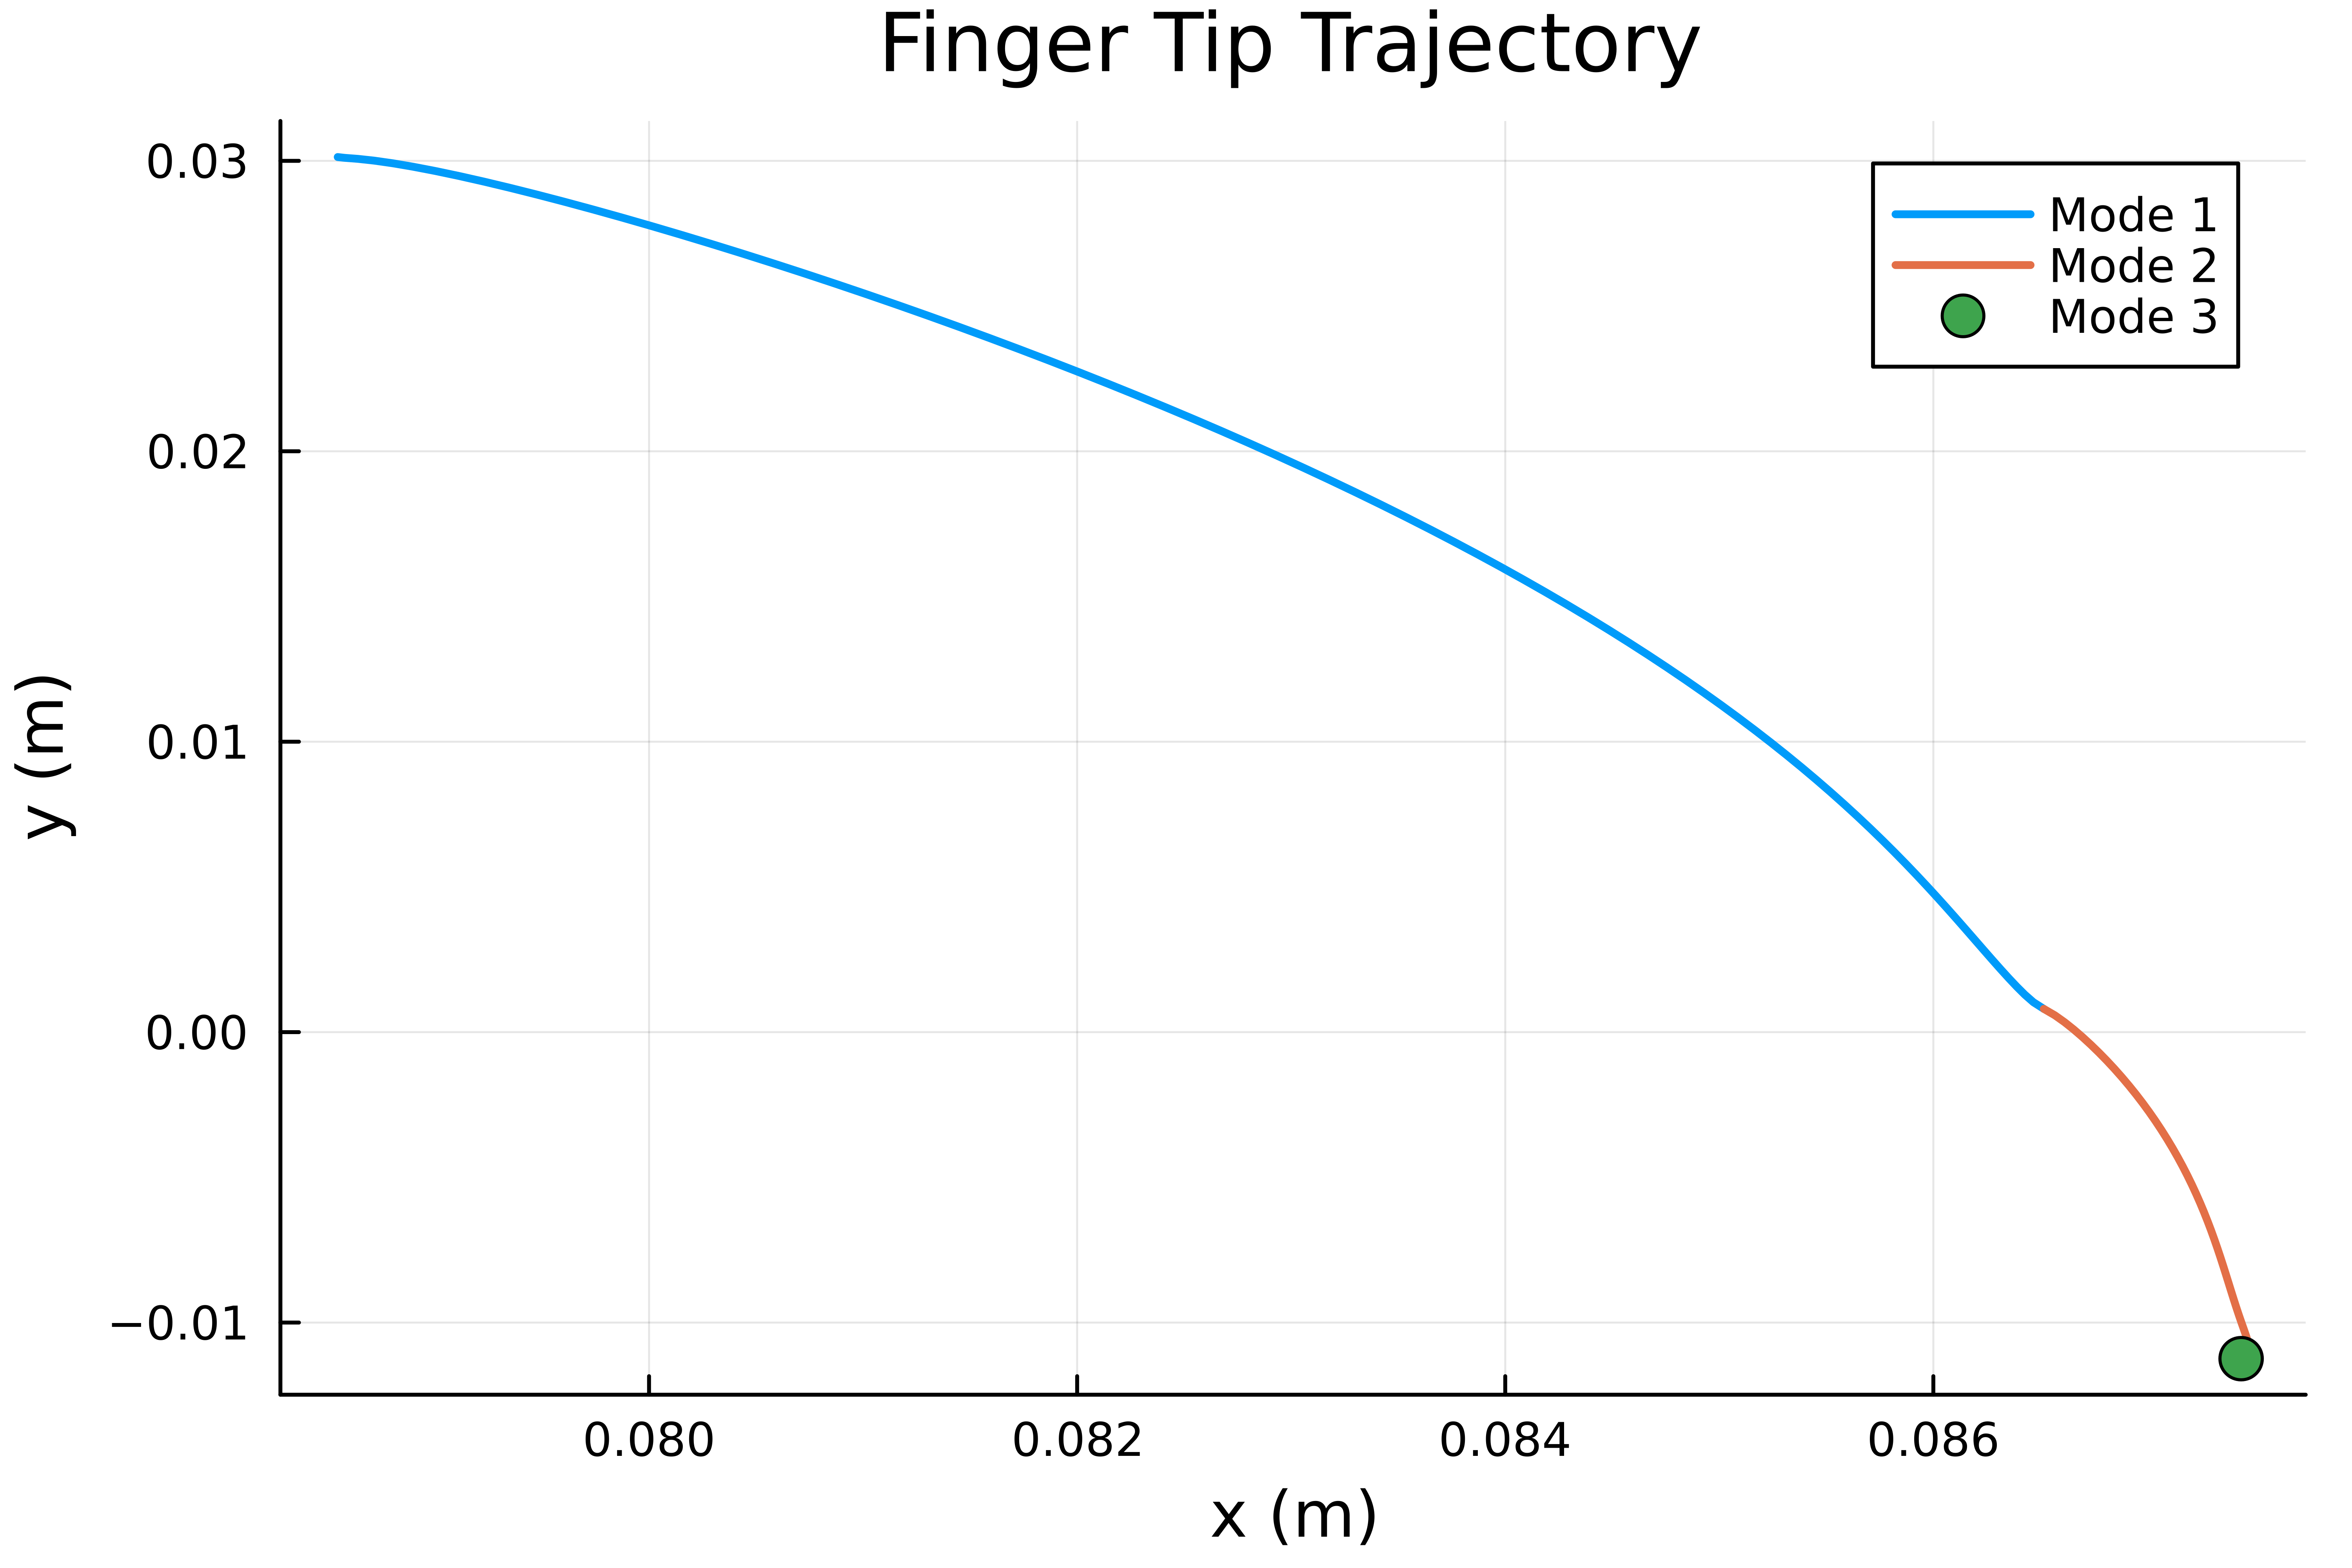 Finger Tip Trajectory
Mode 1
Mode 2
Mode 3
0.03
0.02
0.01
0.00
−0.01
y (m)
0.080 0.082 0.084 0.086
x (m)